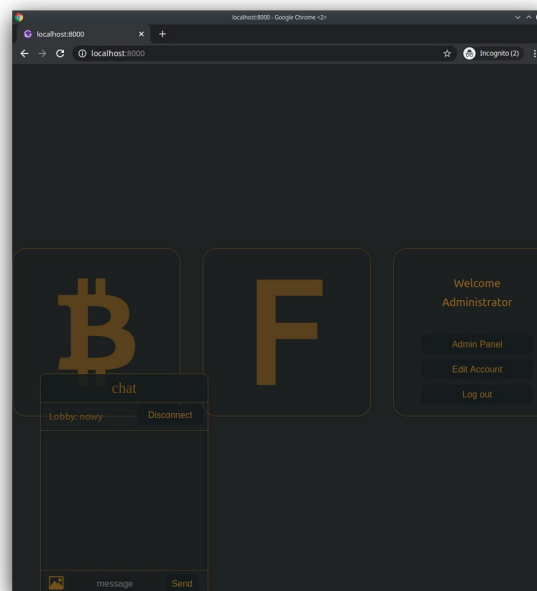 localhost:8000 - Google Chrome <2>
localhost:8000
localhost:8000
Incognito (2)
F
Welcome
Administrator
Admin Panel
Edit Account
Log out
chat
Lobby: nowy
Disconnect
message
Send